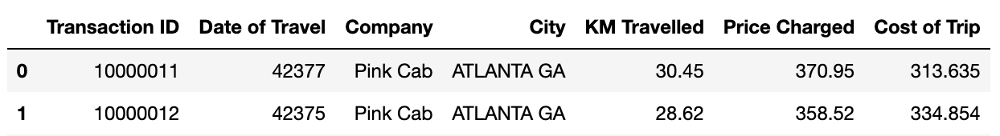 Transaction ID Date of Travel Company City KM Travelled Price Charged Cost of Trip
0 10000011 42377 Pink Cab ATLANTA GA 30.45 370.95 313.635
1 10000012 42375 Pink Cab ATLANTA GA 28.62 358.52 334.854